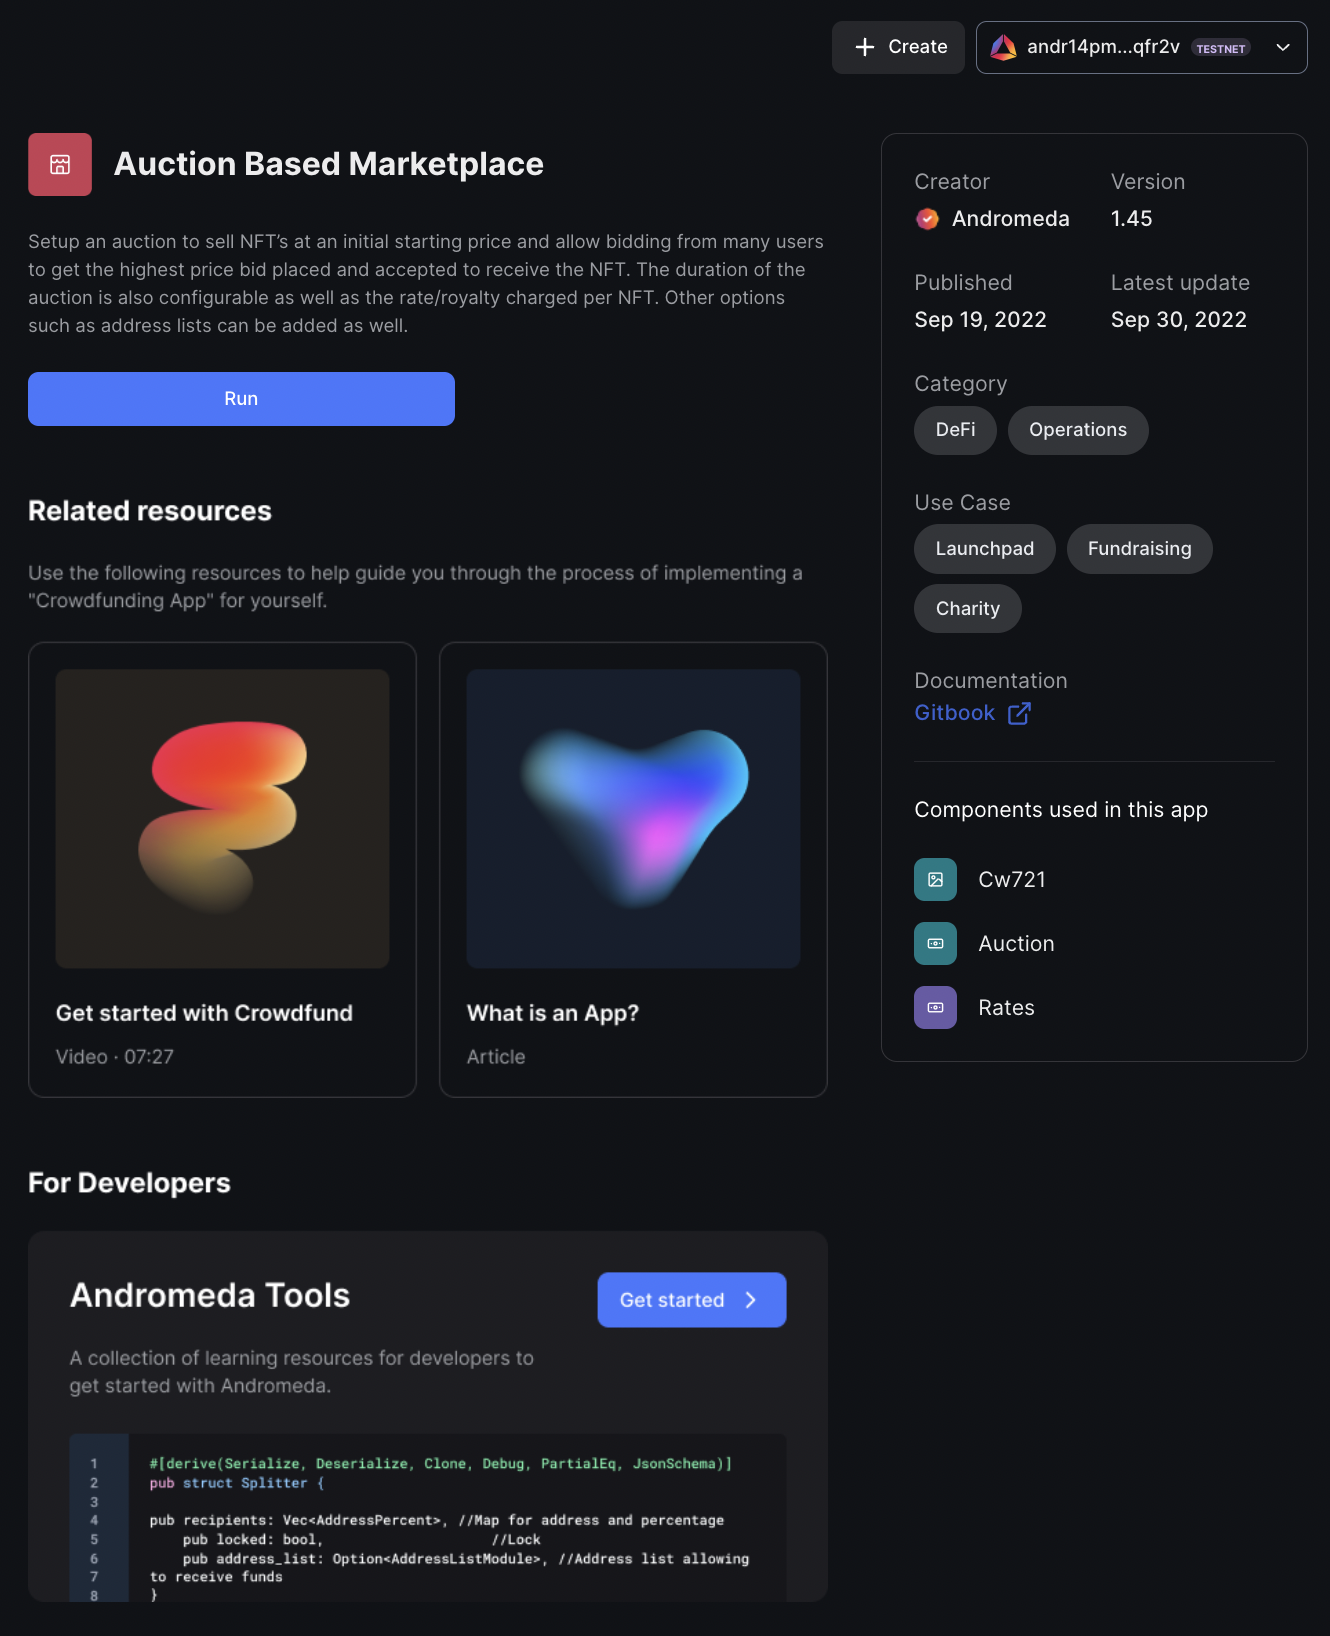 Create
andr14pm...qfr2v TESTNET
Auction Based Marketplace
Setup an auction to sell NFT's at an initial starting price and allow bidding from many users
to get the highest price bid placed and accepted to receive the NFT. The duration of the
auction is also configurable as well as the rate/royalty charged per NFT. Other options
such as address lists can be added as well.
Run
Related resources
Use the following resources to help guide you through the process of implementing a
"Crowdfunding App" for yourself.
Get started with Crowdfund
Video · 07:27
What is an App?
Article
For Developers
Andromeda Tools
Get started
A collection of learning resources for developers to
get started with Andromeda.
1 #[derive(Serialize, Deserialize, Clone, Debug, PartialEq, JsonSchema)]
2 pub struct Splitter {
3
4 pub recipients: Vec<AddressPercent>, //Map for address and percentage
5 pub locked: bool, //Lock
6 pub address_list: Option<AddressListModule>, //Address list allowing
7 to receive funds
8 }
Creator
Andromeda
Version
1.45
Published
Sep 19, 2022
Latest update
Sep 30, 2022
Category
DeFi
Operations
Use Case
Launchpad
Fundraising
Charity
Documentation
Gitbook
Components used in this app
Cw721
Auction
Rates